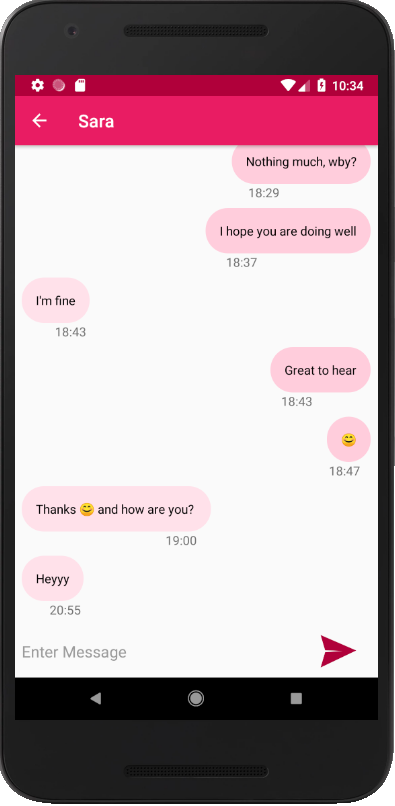 10:34
Sara
Nothing much, wby?
18:29
I hope you are doing well
18:37
I'm fine
18:43
Great to hear
18:43
😊
18:47
Thanks 😊 and how are you?
19:00
Heyyy
20:55
Enter Message